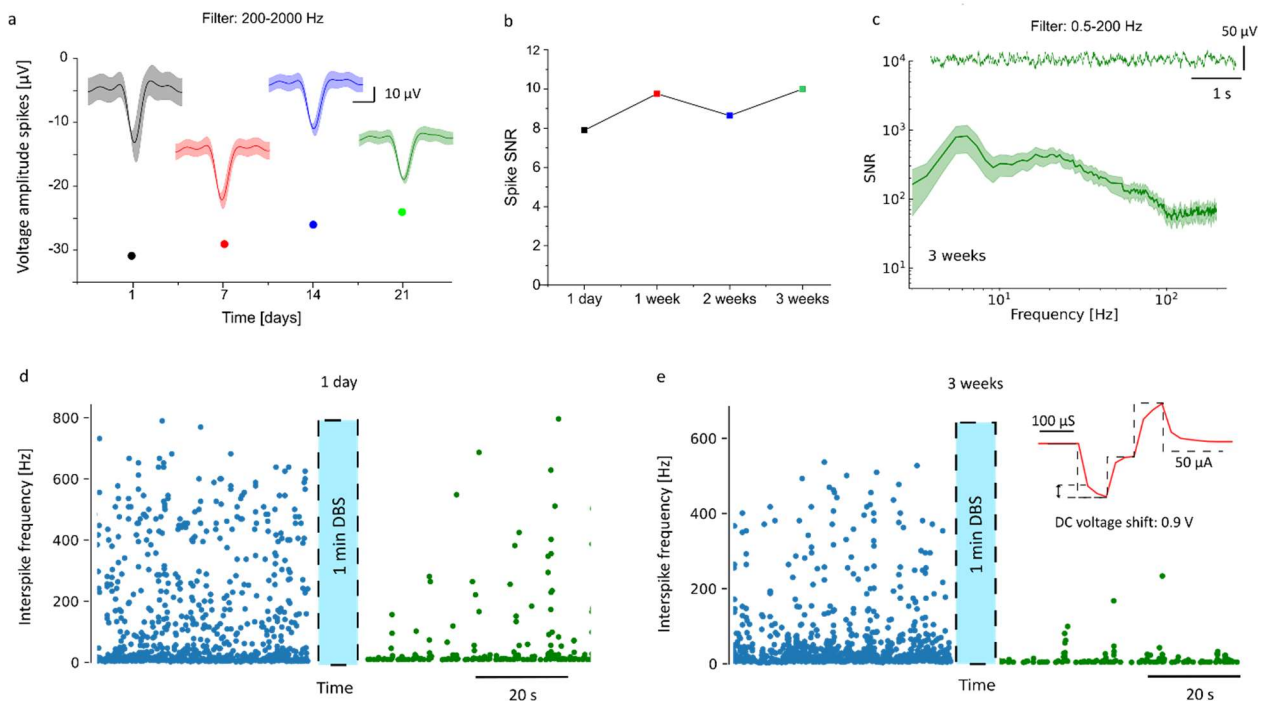 a
Filter: 200-2000 Hz
Voltage amplitude spikes [µV]
0
-10
-20
-30
10 µV
1
7
14
21
Time [days]
b
Spike SNR
12
10
8
6
4
2
0
1 day
1 week
2 weeks
3 weeks
c
Filter: 0.5-200 Hz
50 µV
1 s
SNR
10⁴
10³
10²
10¹
3 weeks
10¹
10²
Frequency [Hz]
d
1 day
Interspike frequency [Hz]
800
600
400
200
0
1 min DBS
Time
20 s
e
3 weeks
Interspike frequency [Hz]
600
400
200
0
1 min DBS
100 µS
50 µA
DC voltage shift: 0.9 V
Time
20 s